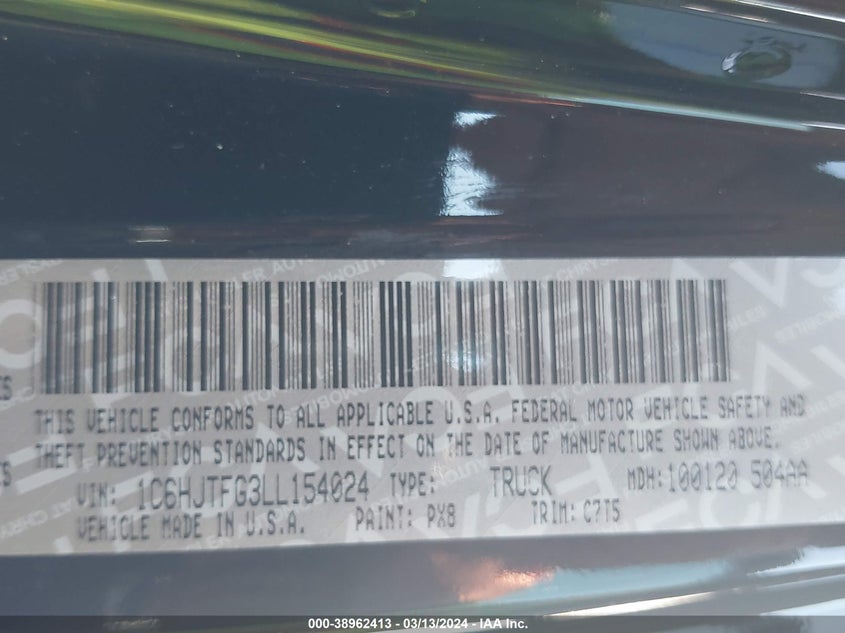 THIS VEHICLE CONFORMS TO ALL APPLICABLE U.S.A. FEDERAL MOTOR VEHICLE SAFETY AND
THEFT PREVENTION STANDARDS IN EFFECT ON THE DATE OF MANUFACTURE SHOWN ABOVE.
VIN: 1C6HJTFG3LL154024 TYPE: TRUCK MDH: 100120 504AA
VEHICLE MADE IN U.S.A. PAINT: PX8 TRIM: C7T5
000-38962413 - 03/13/2024 - IAA Inc.